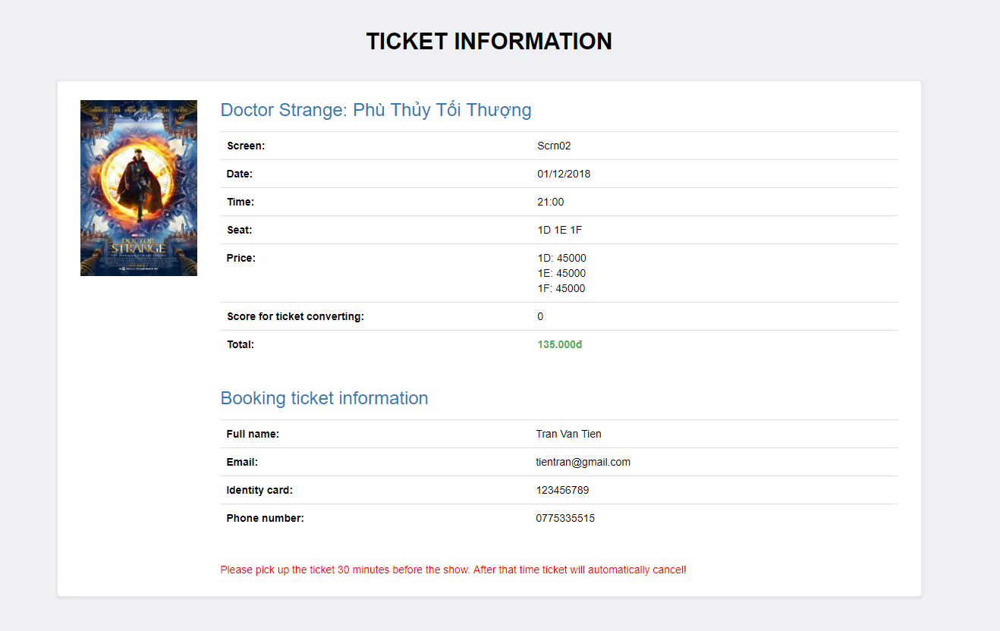 TICKET INFORMATION
DOCTOR
STRANGE
Doctor Strange: Phù Thủy Tối Thượng
Screen: Scrn02
Date: 01/12/2018
Time: 21:00
Seat: 1D 1E 1F
Price: 1D: 45000
1E: 45000
1F: 45000
Score for ticket converting: 0
Total: 135.000đ
Booking ticket information
Full name: Tran Van Tien
Email: tientran@gmail.com
Identity card: 123456789
Phone number: 0775335515
Please pick up the ticket 30 minutes before the show. After that time ticket will automatically cancel!